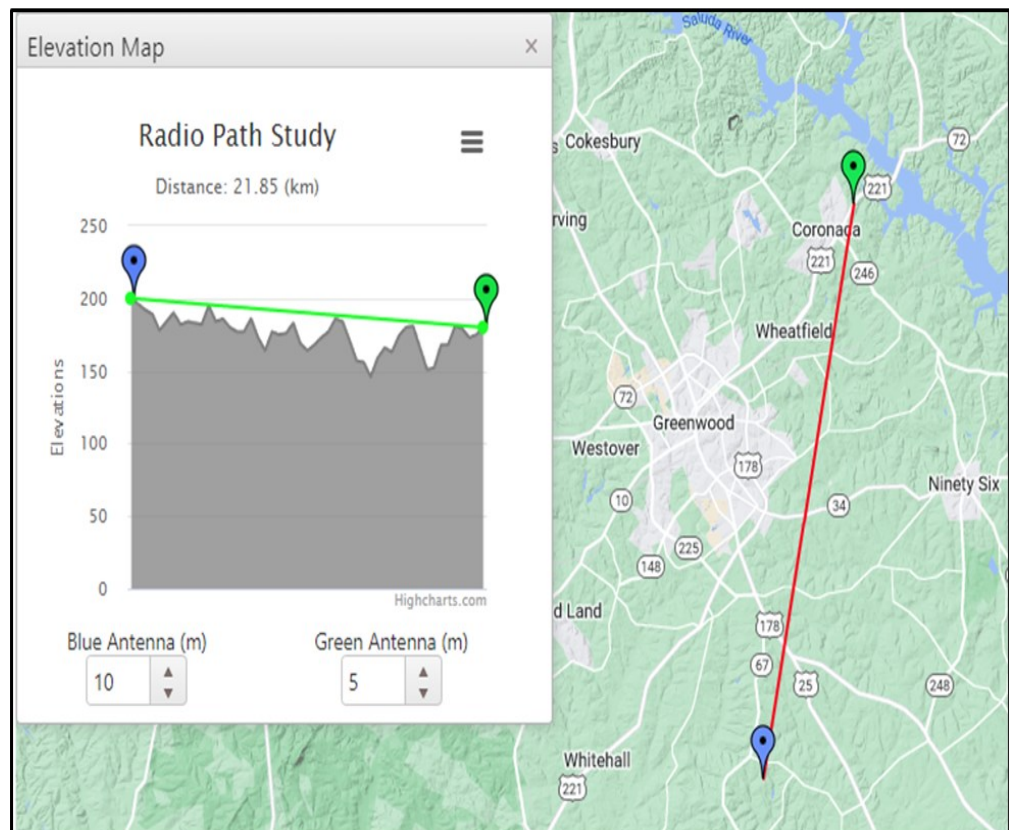 Elevation Map
×
Radio Path Study
Distance: 21.85 (km)
250
200
150
100
50
0
Elevations
Highcharts.com
Blue Antenna (m)
Green Antenna (m)
10
5
Saluda River
Cokesbury
72
221
rving
Coronada
221
246
Wheatfield
72
Greenwood
Westover
178
Ninety Six
10
34
225
148
d Land
178
67
25
248
Whitehall
221